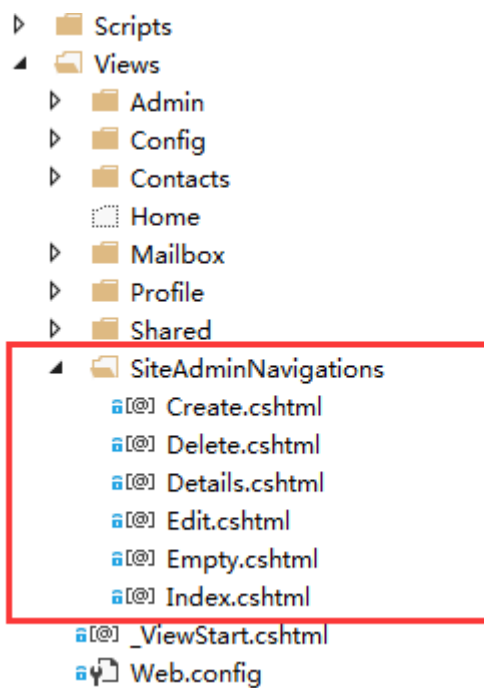 Scripts
Views
Admin
Config
Contacts
Home
Mailbox
Profile
Shared
SiteAdminNavigations
[@] Create.cshtml
[@] Delete.cshtml
[@] Details.cshtml
[@] Edit.cshtml
[@] Empty.cshtml
[@] Index.cshtml
[@] _ViewStart.cshtml
Web.config